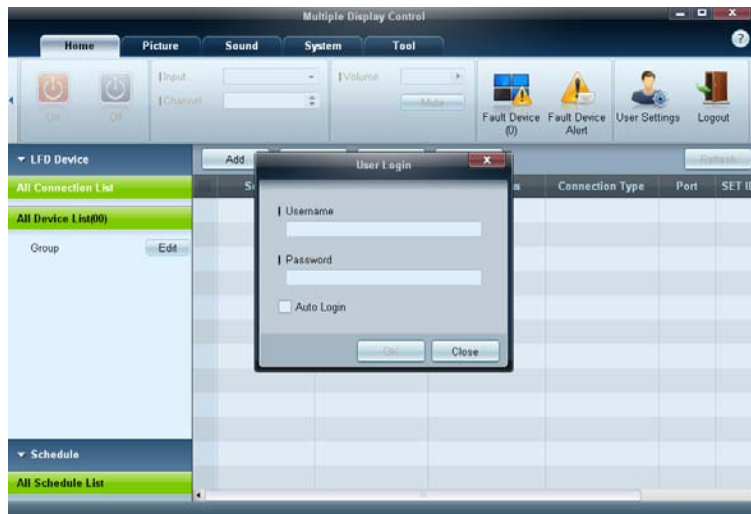 Multiple Display Control
Home Picture Sound System Tool
?
Input
Channel
Volume
Mute
On Off
Fault Device (0)
Fault Device Alert
User Settings
Logout
LFD Device
All Connection List
All Device List(00)
Group Edit
Add
Refresh
Connection Type Port SET ID
User Login
Username
Password
Auto Login
OK Close
Schedule
All Schedule List